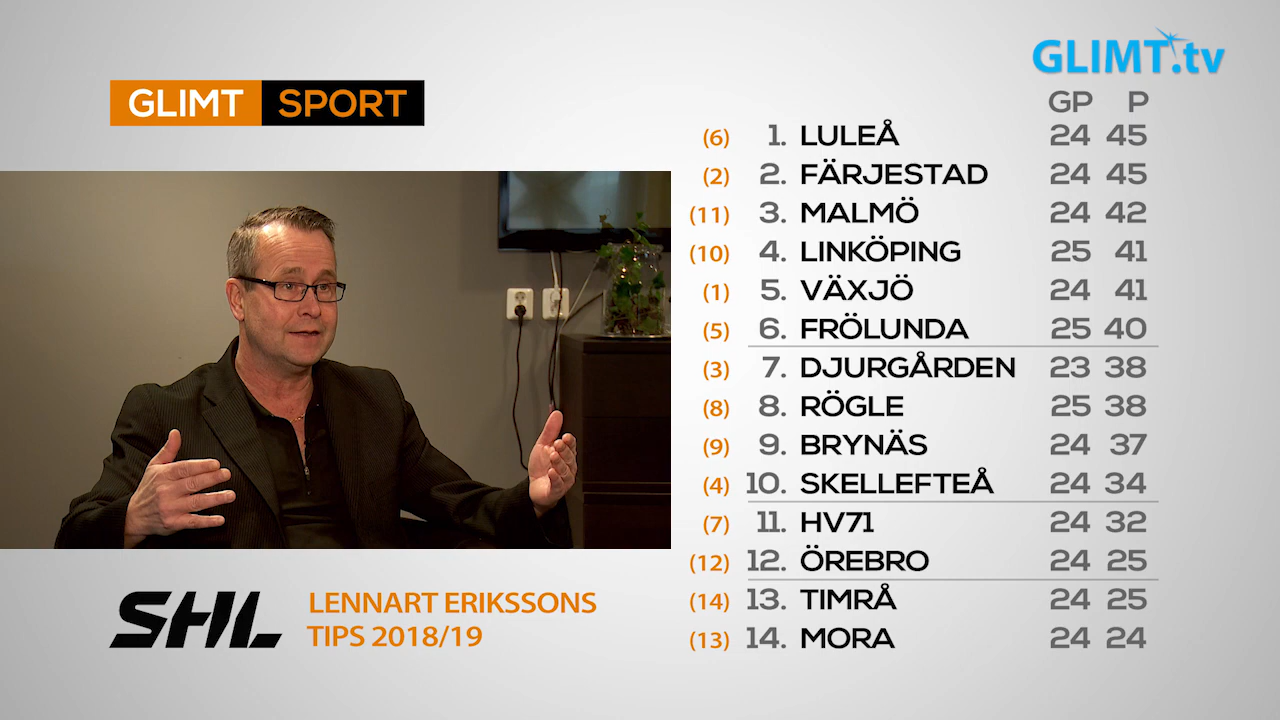 GLIMT.tv
GLIMT SPORT
GP P
(6) 1. LULEÅ 24 45
(2) 2. FÄRJESTAD 24 45
(11) 3. MALMÖ 24 42
(10) 4. LINKÖPING 25 41
(1) 5. VÄXJÖ 24 41
(5) 6. FRÖLUNDA 25 40
(3) 7. DJURGÅRDEN 23 38
(8) 8. RÖGLE 25 38
(9) 9. BRYNÄS 24 37
(4) 10. SKELLEFTEÅ 24 34
(7) 11. HV71 24 32
(12) 12. ÖREBRO 24 25
(14) 13. TIMRÅ 24 25
(13) 14. MORA 24 24
SHL
LENNART ERIKSSONS
TIPS 2018/19